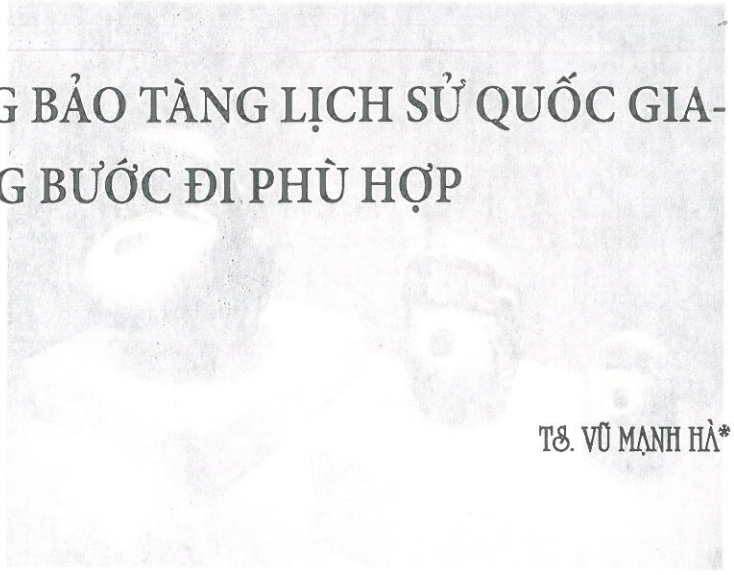 G BẢO TÀNG LỊCH SỬ QUỐC GIA-
G BƯỚC ĐI PHÙ HỢP
TS. VŨ MẠNH HÀ*